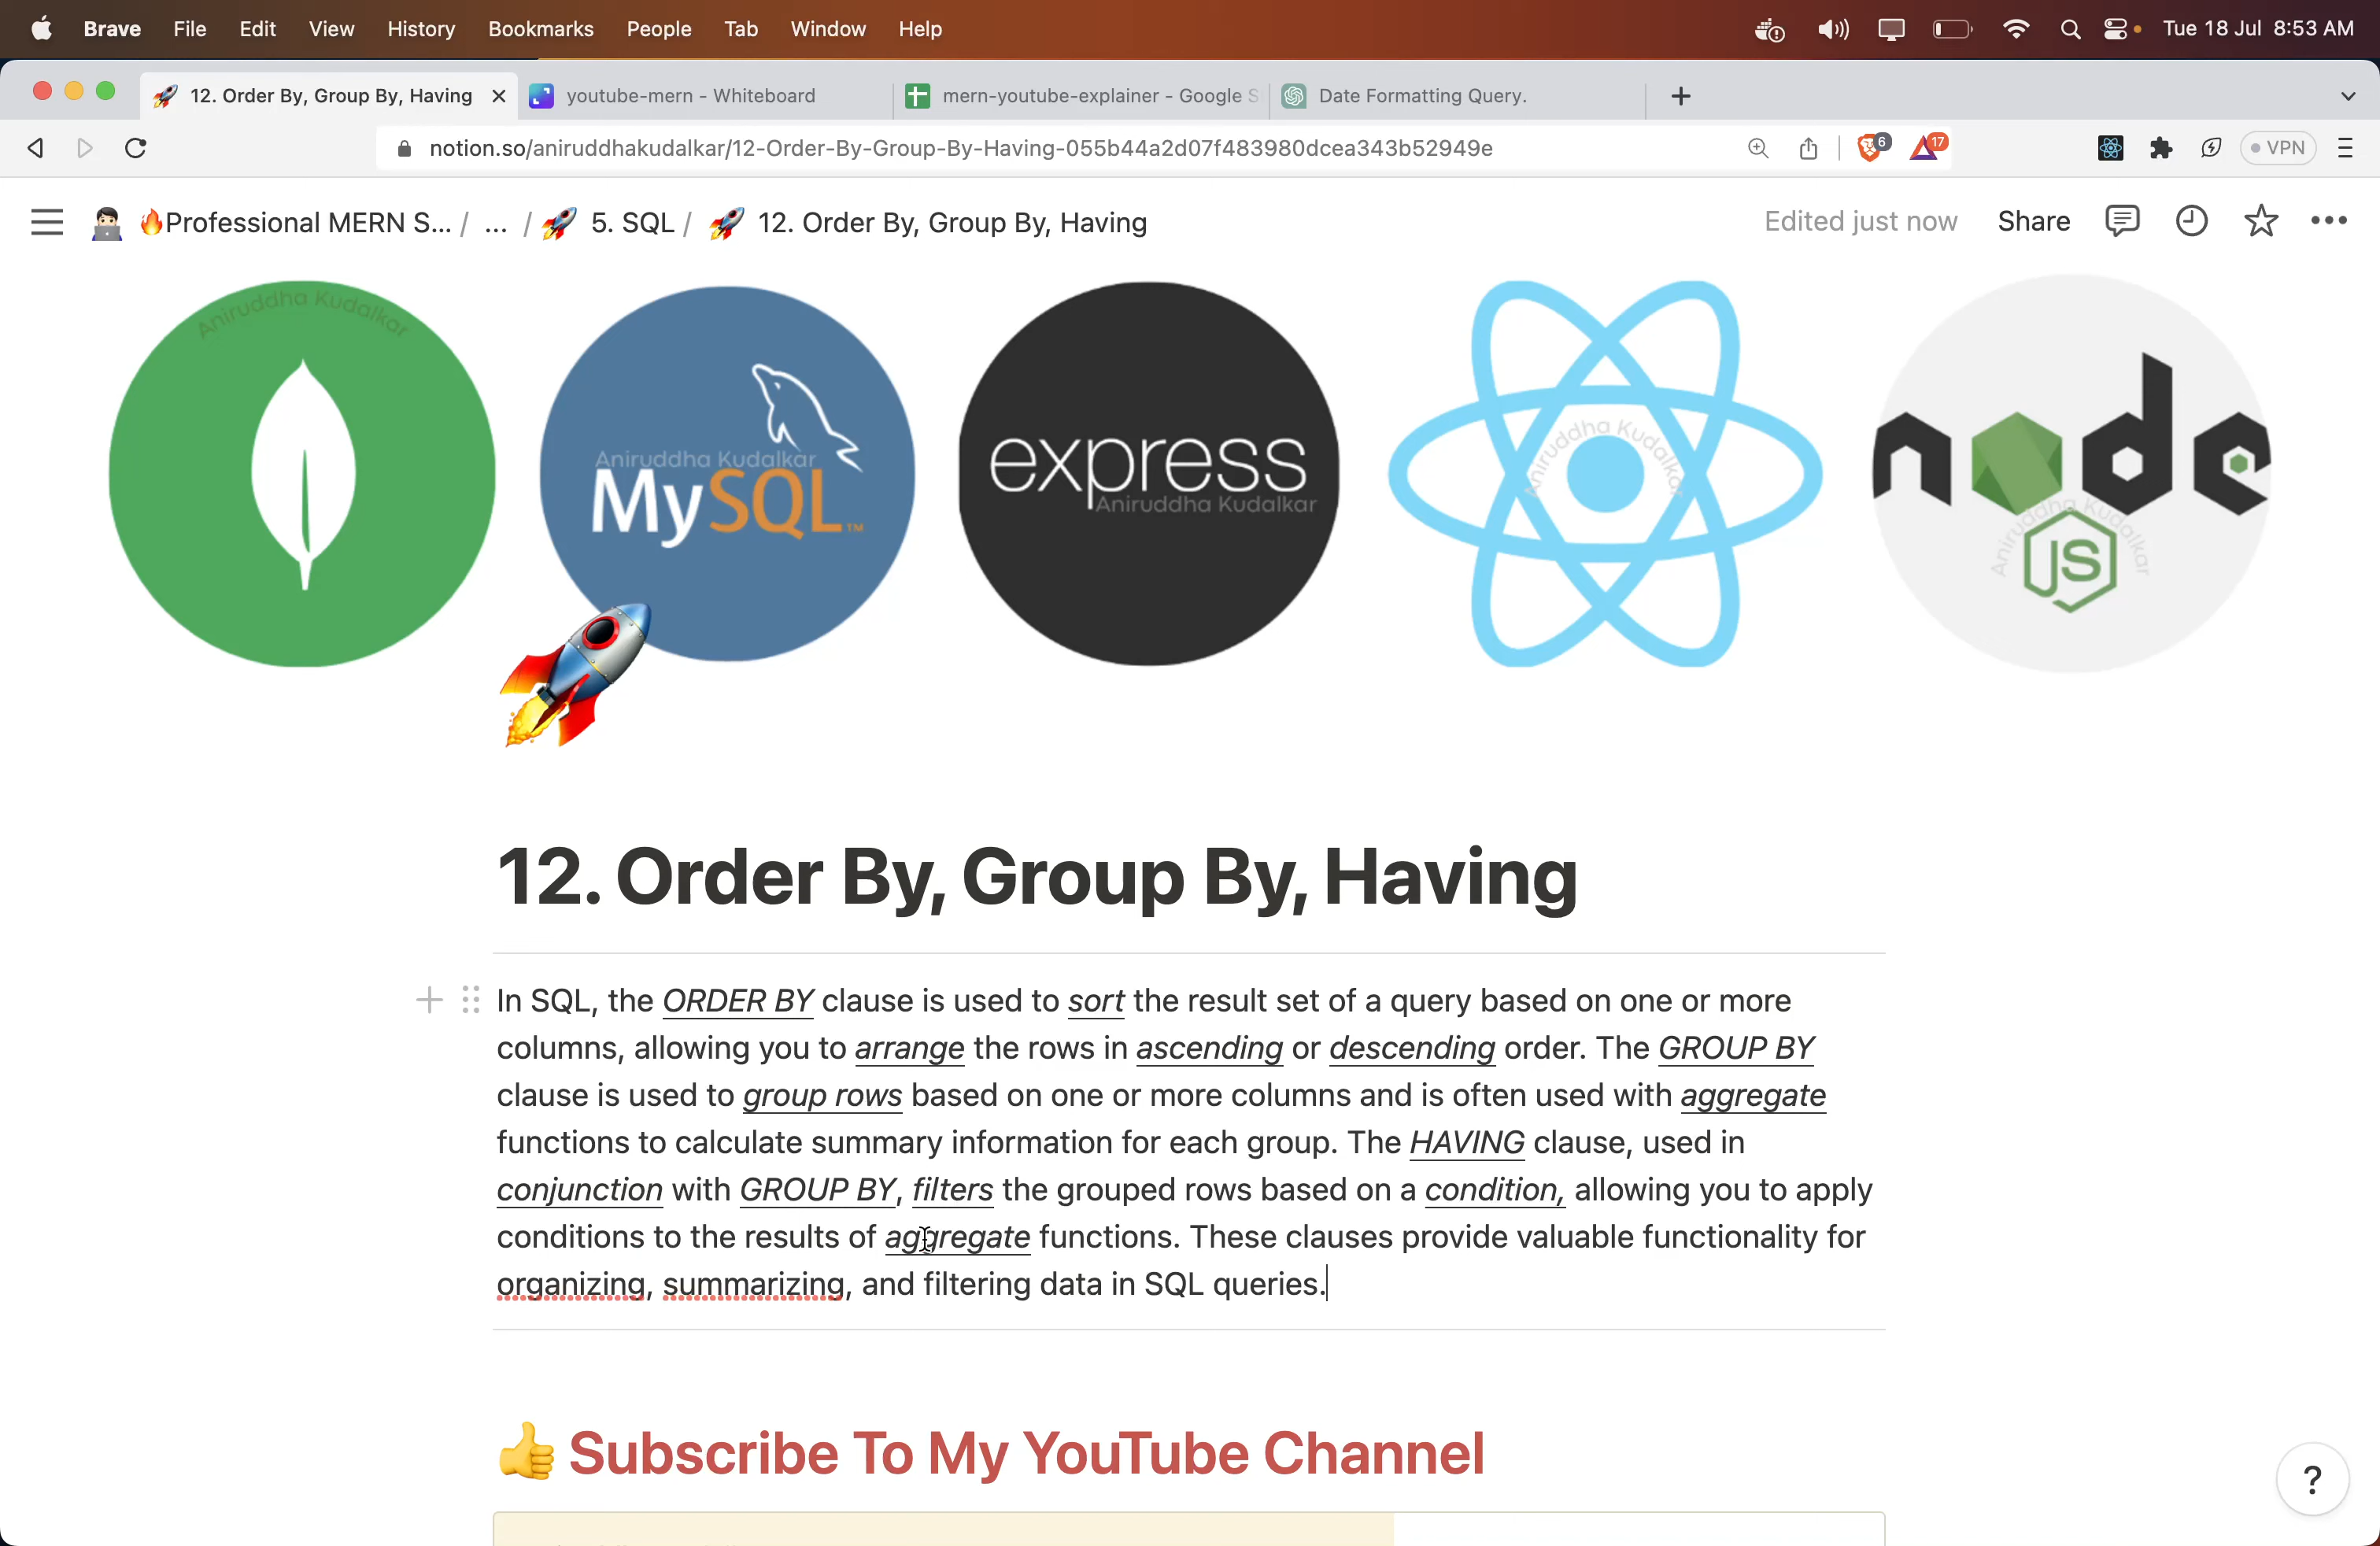 Brave File Edit View History Bookmarks People Tab Window Help Tue 18 Jul 8:53 AM
12. Order By, Group By, Having youtube-mern - Whiteboard mern-youtube-explainer - Google S Date Formatting Query.
notion.so/aniruddhakudalkar/12-Order-By-Group-By-Having-055b44a2d07f483980dcea343b52949e 6 17 VPN
Professional MERN S... / ... / 5. SQL / 12. Order By, Group By, Having Edited just now Share
Aniruddha Kudalkar
Aniruddha Kudalkar
MySQL™
express
Aniruddha Kudalkar
Aniruddha Kudalkar
node
Aniruddha Kudalkar
JS
12. Order By, Group By, Having
In SQL, the ORDER BY clause is used to sort the result set of a query based on one or more
columns, allowing you to arrange the rows in ascending or descending order. The GROUP BY
clause is used to group rows based on one or more columns and is often used with aggregate
functions to calculate summary information for each group. The HAVING clause, used in
conjunction with GROUP BY, filters the grouped rows based on a condition, allowing you to apply
conditions to the results of aggregate functions. These clauses provide valuable functionality for
organizing, summarizing, and filtering data in SQL queries.
Subscribe To My YouTube Channel
?